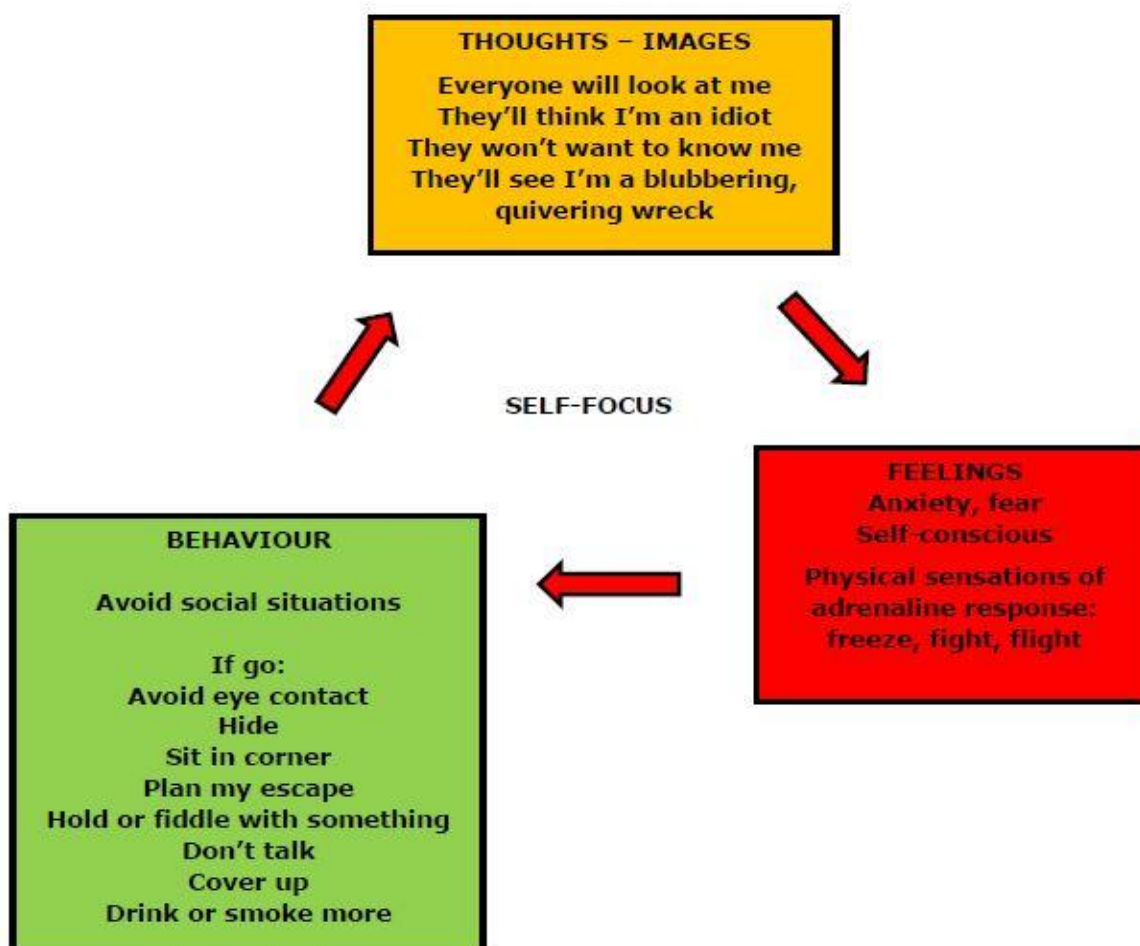 THOUGHTS – IMAGES
Everyone will look at me
They'll think I'm an idiot
They won't want to know me
They'll see I'm a blubbering,
quivering wreck
SELF-FOCUS
FEELINGS
Anxiety, fear
Self-conscious
Physical sensations of
adrenaline response:
freeze, fight, flight
BEHAVIOUR
Avoid social situations
If go:
Avoid eye contact
Hide
Sit in corner
Plan my escape
Hold or fiddle with something
Don't talk
Cover up
Drink or smoke more